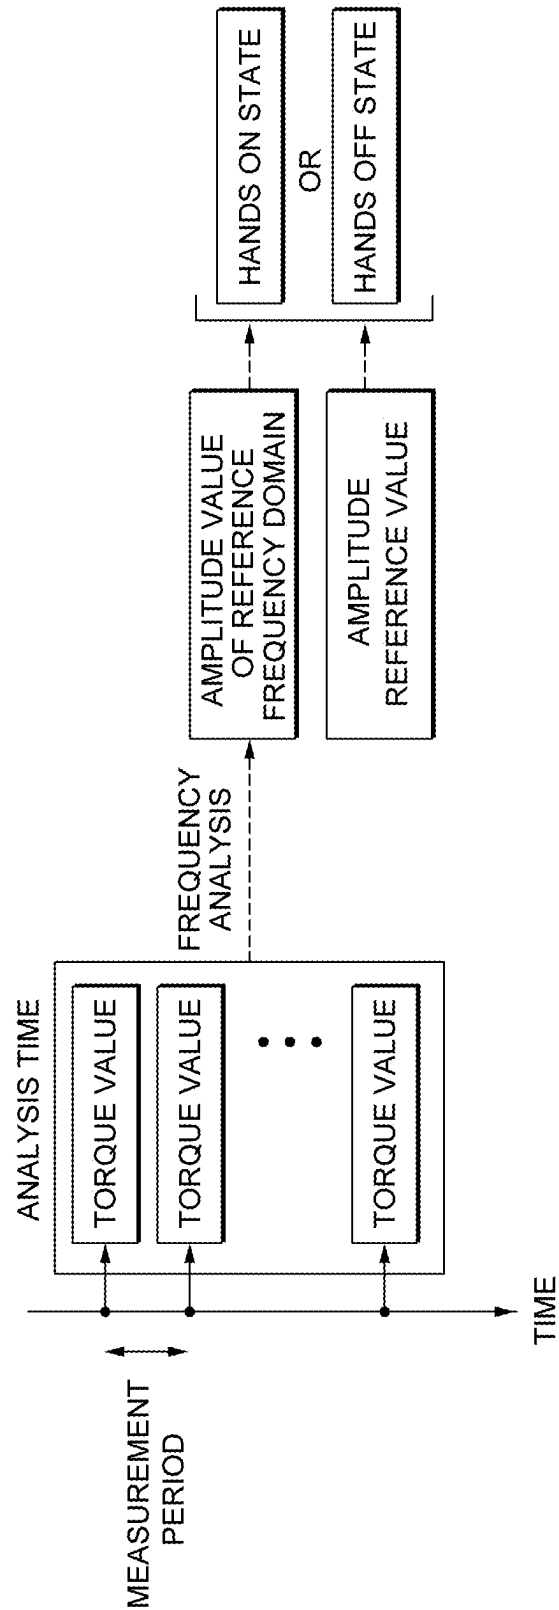 MEASUREMENT
PERIOD
TIME
ANALYSIS TIME
TORQUE VALUE
TORQUE VALUE
TORQUE VALUE
FREQUENCY
ANALYSIS
AMPLITUDE VALUE
OF REFERENCE
FREQUENCY DOMAIN
AMPLITUDE
REFERENCE VALUE
HANDS ON STATE
OR
HANDS OFF STATE